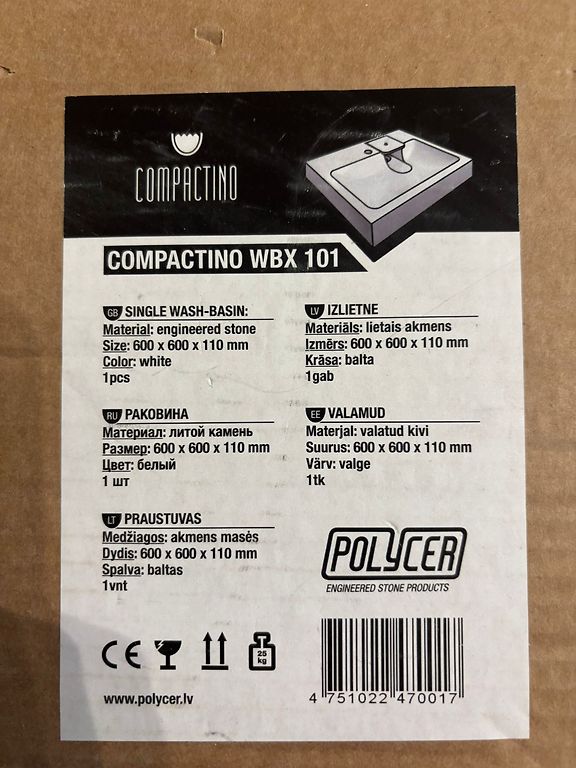 COMPACTINO
COMPACTINO WBX 101
GB SINGLE WASH-BASIN:
Material: engineered stone
Size: 600 x 600 x 110 mm
Color: white
1pcs
LV IZLIETNE
Materiāls: lietais akmens
Izmērs: 600 x 600 x 110 mm
Krāsa: balta
1gab
RU РАКОВИНА
Материал: литой камень
Размер: 600 x 600 x 110 mm
Цвет: белый
1 шт
EE VALAMUD
Materjal: valatud kivi
Suurus: 600 x 600 x 110 mm
Värv: valge
1tk
LT PRAUSTUVAS
Medžiagos: akmens masės
Dydis: 600 x 600 x 110 mm
Spalva: baltas
1vnt
POLYCER
ENGINEERED STONE PRODUCTS
CE
25
kg
www.polycer.lv
4 751022 470017